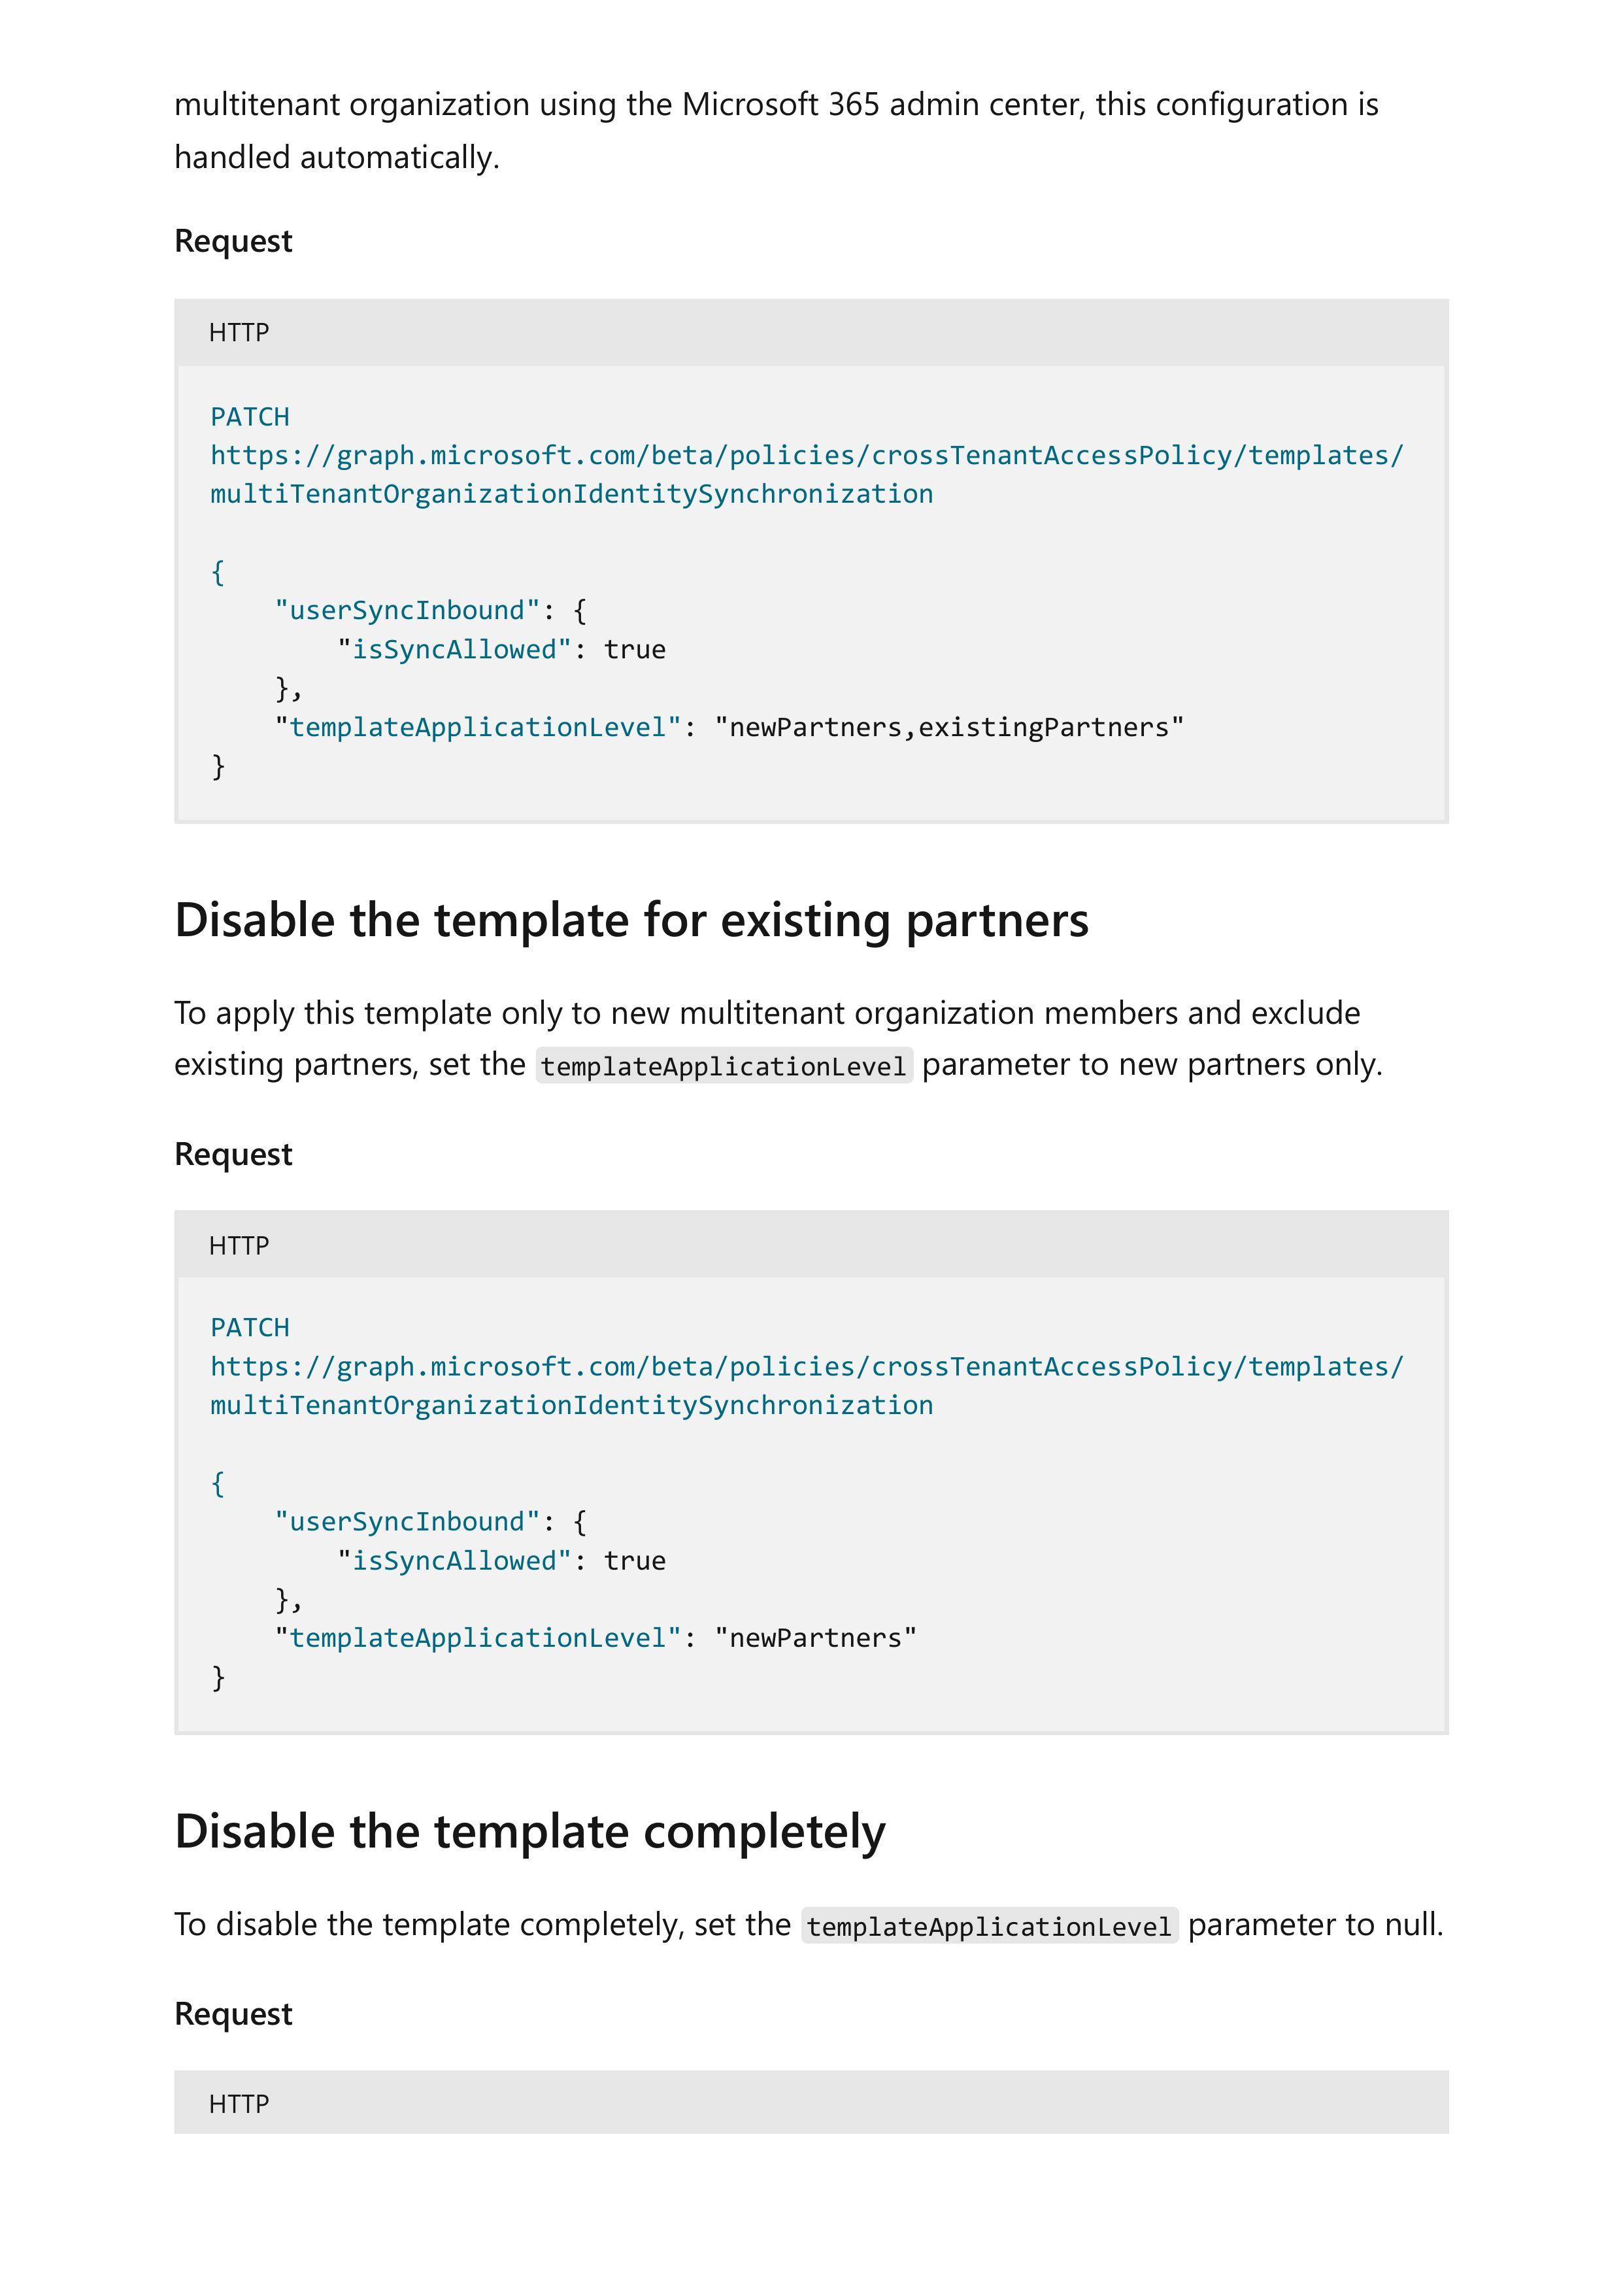 multitenant organization using the Microsoft 365 admin center, this configuration is
handled automatically.
Request
HTTP
PATCH
https://graph.microsoft.com/beta/policies/crossTenantAccessPolicy/templates/
multiTenantOrganizationIdentitySynchronization
{
    "userSyncInbound": {
        "isSyncAllowed": true
    },
    "templateApplicationLevel": "newPartners,existingPartners"
}
Disable the template for existing partners
To apply this template only to new multitenant organization members and exclude
existing partners, set the templateApplicationLevel parameter to new partners only.
Request
HTTP
PATCH
https://graph.microsoft.com/beta/policies/crossTenantAccessPolicy/templates/
multiTenantOrganizationIdentitySynchronization
{
    "userSyncInbound": {
        "isSyncAllowed": true
    },
    "templateApplicationLevel": "newPartners"
}
Disable the template completely
To disable the template completely, set the templateApplicationLevel parameter to null.
Request
HTTP